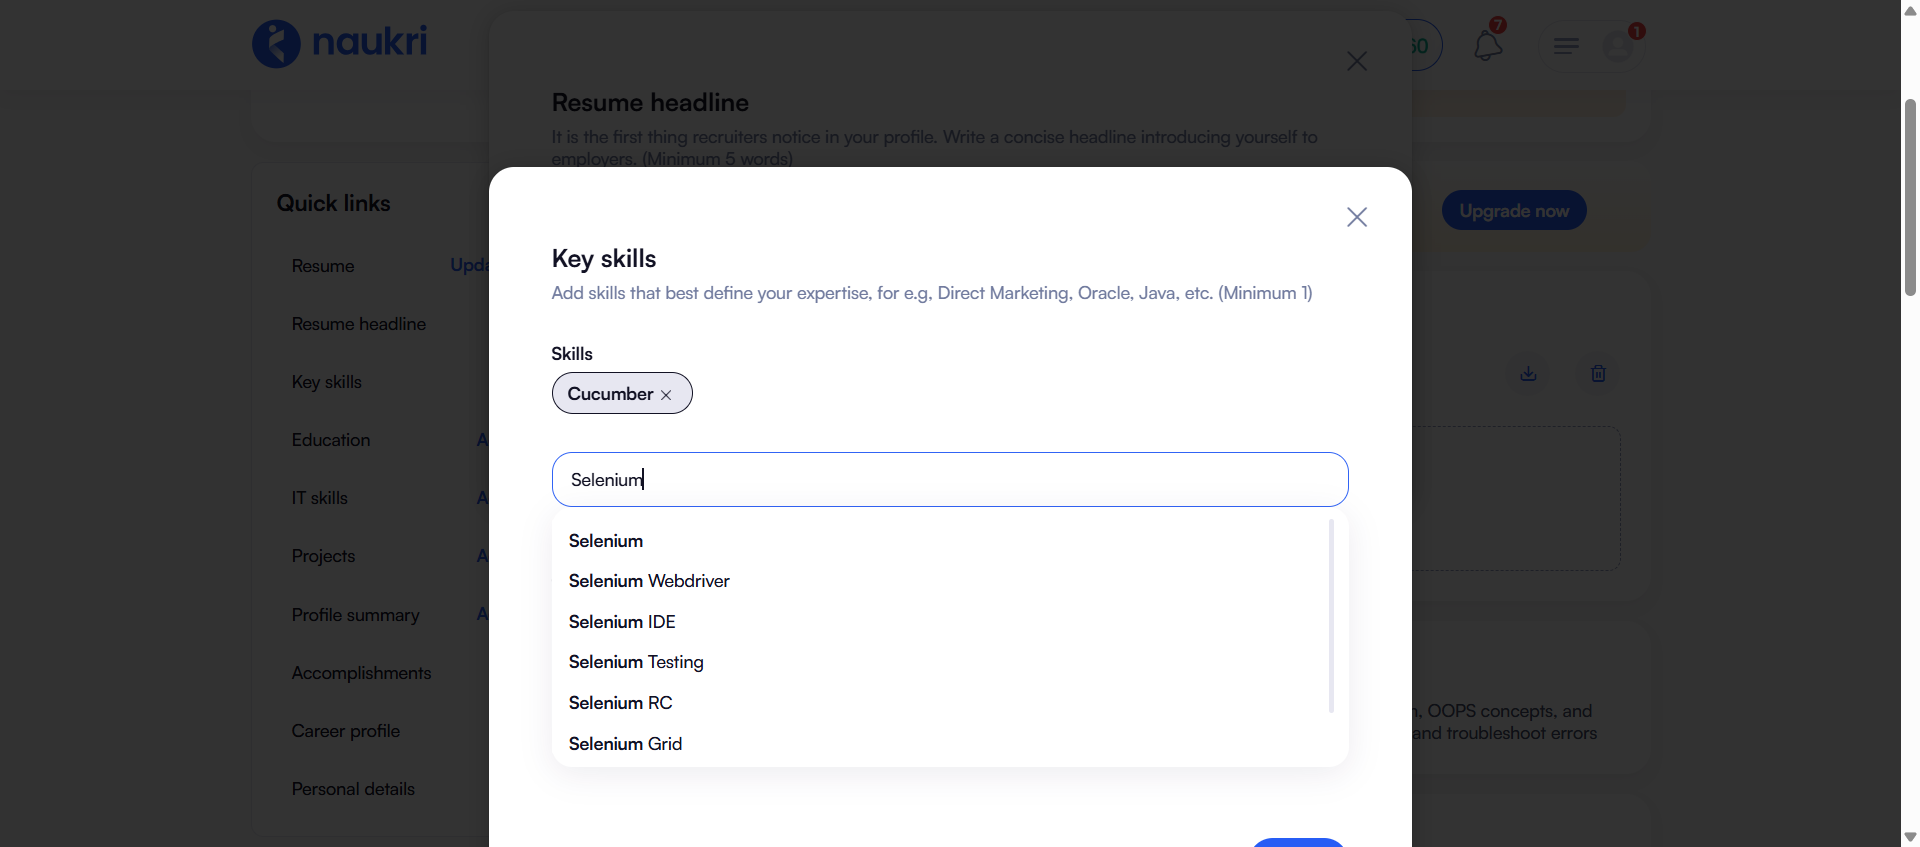 naukri
60
7
1
Resume headline
It is the first thing recruiters notice in your profile. Write a concise headline introducing yourself to
employers. (Minimum 5 words)
Quick links
Upgrade now
Resume
Key skills
Add skills that best define your expertise, for e.g, Direct Marketing, Oracle, Java, etc. (Minimum 1)
Resume headline
Skills
Key skills
Cucumber
Education
Selenium
IT skills
Selenium
Projects
Selenium Webdriver
Profile summary
Selenium IDE
Accomplishments
Selenium Testing
Selenium RC
OOPS concepts, and
Career profile
and troubleshoot errors
Selenium Grid
Personal details